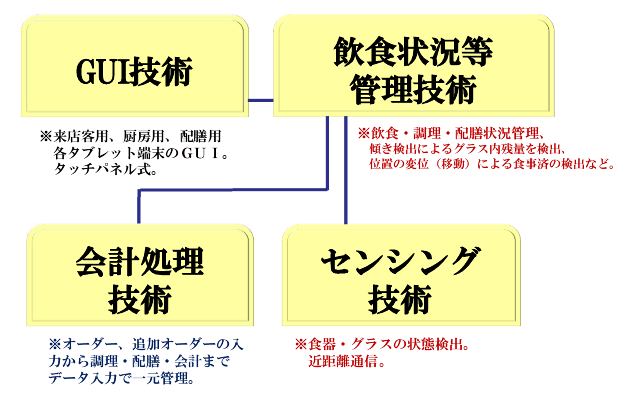 GUI技術
飲食状況等
管理技術
※来店客用、厨房用、配膳用
各タブレット端末のＧＵＩ。
タッチパネル式。
※飲食・調理・配膳状況管理、
傾き検出によるグラス内残量を検出、
位置の変位（移動）による食事済の検出など。
会計処理
技術
センシング
技術
※オーダー、追加オーダーの入
力から調理・配膳・会計まで
データ入力で一元管理。
※食器・グラスの状態検出。
近距離通信。